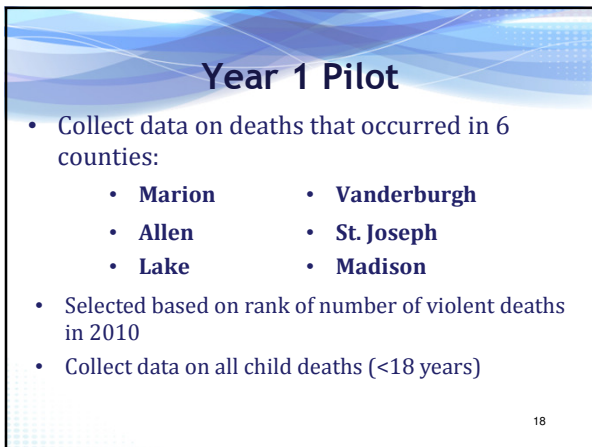 Year 1 Pilot
• Collect data on deaths that occurred in 6
counties:
• Marion
• Vanderburgh
• Allen
• St. Joseph
• Lake
• Madison
• Selected based on rank of number of violent deaths
in 2010
• Collect data on all child deaths (<18 years)
18